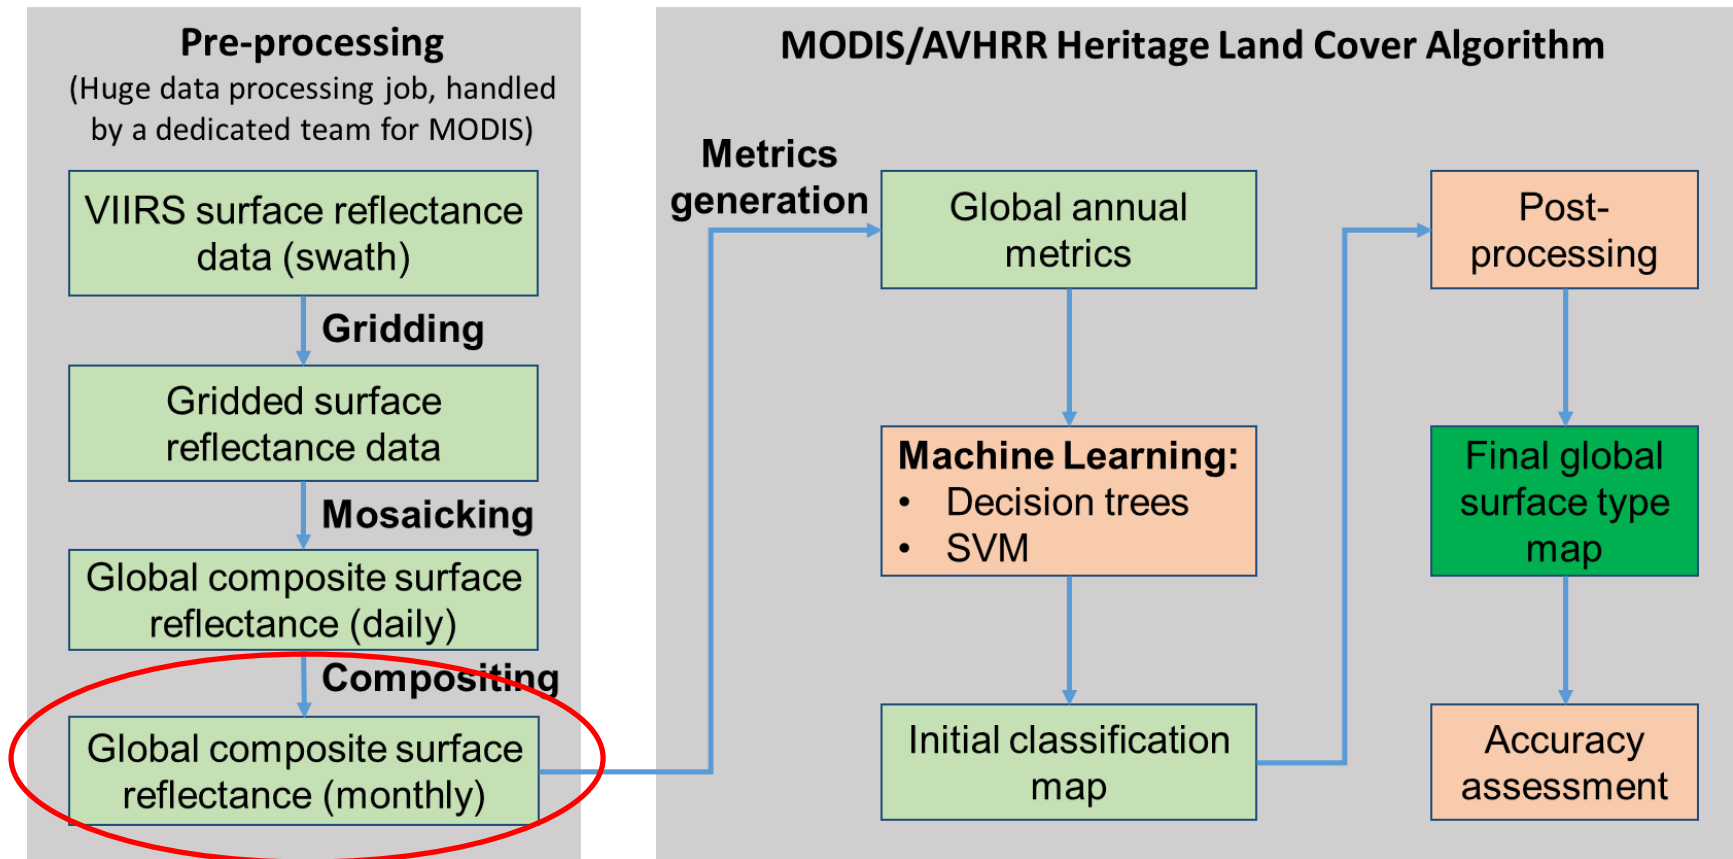 Pre-processing
(Huge data processing job, handled
by a dedicated team for MODIS)
VIIRS surface reflectance
data (swath)
Gridding
Gridded surface
reflectance data
Mosaicking
Global composite surface
reflectance (daily)
Compositing
Global composite surface
reflectance (monthly)
MODIS/AVHRR Heritage Land Cover Algorithm
Metrics
generation
Global annual
metrics
Machine Learning:
• Decision trees
• SVM
Initial classification
map
Post-
processing
Final global
surface type
map
Accuracy
assessment